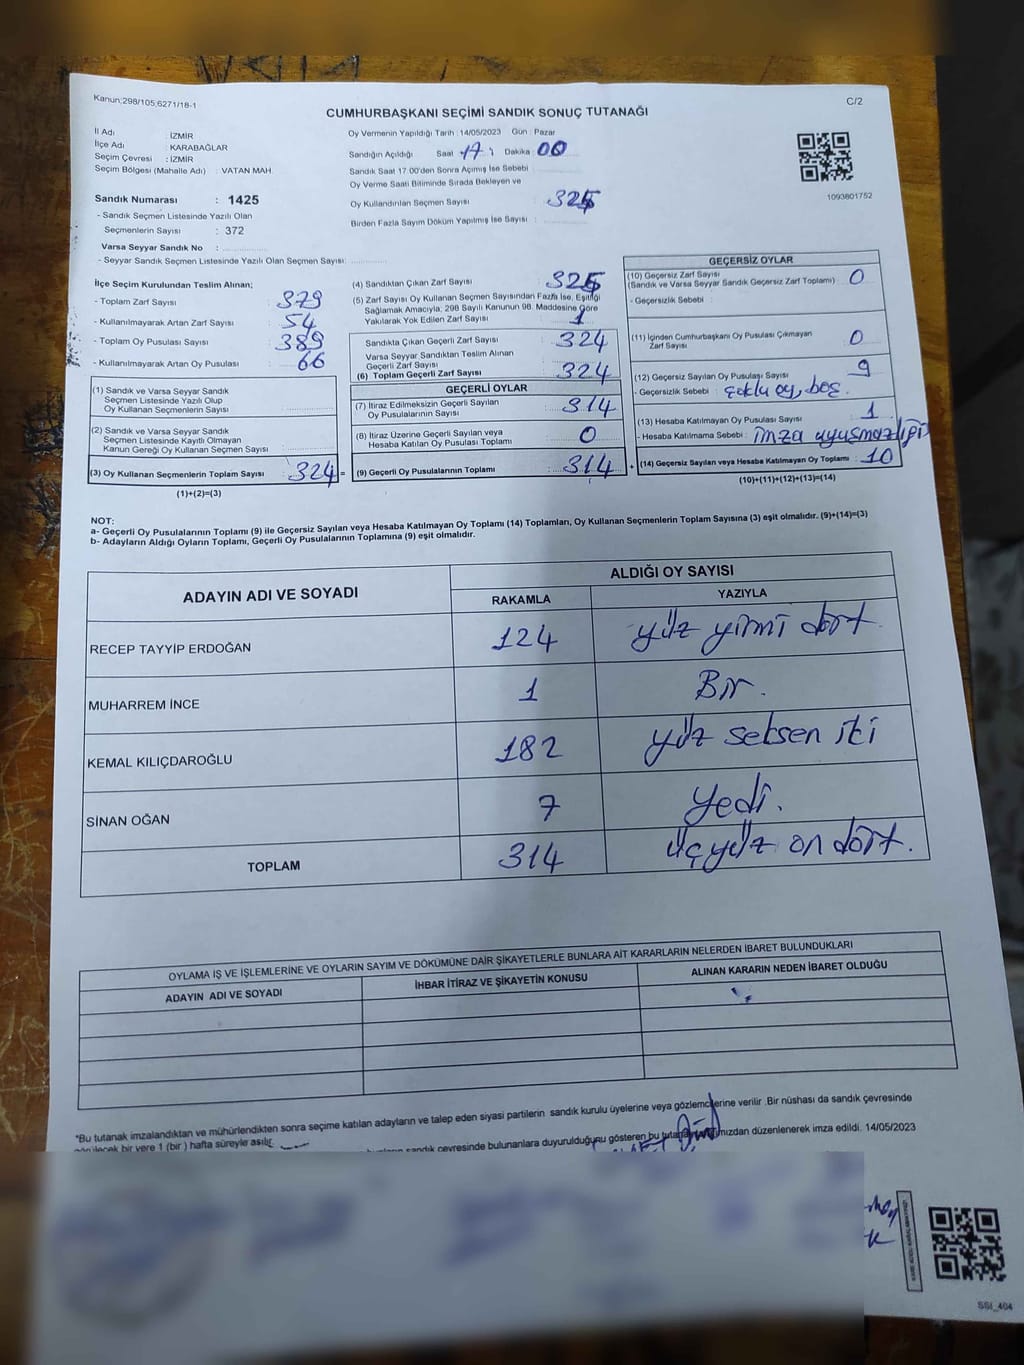 Kanun:298/105,6271/18-1
C/2
CUMHURBAŞKANI SEÇİMİ SANDIK SONUÇ TUTANAĞI
İl Adı : İZMİR
İlçe Adı : KARABAĞLAR
Seçim Çevresi : İZMİR
Seçim Bölgesi (Mahalle Adı) : VATAN MAH.
Sandık Numarası : 1425
- Sandık Seçmen Listesinde Yazılı Olan
Seçmenlerin Sayısı : 372
Varsa Seyyar Sandık No :
- Seyyar Sandık Seçmen Listesinde Yazılı Olan Seçmen Sayısı:
Oy Vermenin Yapıldığı Tarih : 14/05/2023 Gün : Pazar
Sandığın Açıldığı Saat : 17 Dakika : 00
Sandık Saat 17.00'den Sonra Açımış İse Sebebi :
Oy Verme Saati Bitiminde Sırada Bekleyen ve
Oy Kullandırılan Seçmen Sayısı
Birden Fazla Sayım Döküm Yapılmış İse Sayısı :
1093801752
İlçe Seçim Kurulundan Teslim Alınan;
- Toplam Zarf Sayısı : 379
- Kullanılmayarak Artan Zarf Sayısı : 54
- Toplam Oy Pusulası Sayısı : 389
- Kullanılmayarak Artan Oy Pusulası : 66
(1) Sandık ve Varsa Seyyar Sandık
Seçmen Listesinde Yazılı Olup
Oy Kullanan Seçmenlerin Sayısı :
(2) Sandık ve Varsa Seyyar Sandık
Seçmen Listesinde Kayıtlı Olmayan
Kanun Gereği Oy Kullanan Seçmen Sayısı :
(3) Oy Kullanan Seçmenlerin Toplam Sayısı : 324 =
(1)+(2)=(3)
(4) Sandıktan Çıkan Zarf Sayısı :
(5) Zarf Sayısı Oy Kullanan Seçmen Sayısından Fazla İse, Eşitliği
Sağlamak Amacıyla, 298 Sayılı Kanunun 98. Maddesine Göre
Yakılarak Yok Edilen Zarf Sayısı : 1
Sandıkta Çıkan Geçerli Zarf Sayısı : 324
Varsa Seyyar Sandıktan Teslim Alınan
Geçerli Zarf Sayısı :
(6) Toplam Geçerli Zarf Sayısı : 324
GEÇERLİ OYLAR
(7) İtiraz Edilmeksizin Geçerli Sayılan
Oy Pusulalarının Sayısı : 314
(8) İtiraz Üzerine Geçerli Sayılan veya
Hesaba Katılan Oy Pusulası Toplamı : 0
(9) Geçerli Oy Pusulalarının Toplamı : 314 +
GEÇERSİZ OYLAR
(10) Geçersiz Zarf Sayısı
(Sandık ve Varsa Seyyar Sandık Geçersiz Zarf Toplamı) : 0
- Geçersizlik Sebebi :
(11) İçinden Cumhurbaşkanı Oy Pusulası Çıkmayan
Zarf Sayısı : 0
(12) Geçersiz Sayılan Oy Pusulası Sayısı : 9
- Geçersizlik Sebebi : çoklu oy, boş.
(13) Hesaba Katılmayan Oy Pusulası Sayısı : 1
- Hesaba Katılmama Sebebi : imza uyuşmazlığı
(14) Geçersiz Sayılan veya Hesaba Katılmayan Oy Toplamı : 10
(10)+(11)+(12)+(13)=(14)
NOT:
a- Geçerli Oy Pusulalarının Toplamı (9) ile Geçersiz Sayılan veya Hesaba Katılmayan Oy Toplamı (14) Toplamları, Oy Kullanan Seçmenlerin Toplam Sayısına (3) eşit olmalıdır. (9)+(14)=(3)
b- Adayların Aldığı Oyların Toplamı, Geçerli Oy Pusulalarının Toplamına (9) eşit olmalıdır.
ADAYIN ADI VE SOYADI ALDIĞI OY SAYISI
RAKAMLA YAZIYLA
RECEP TAYYİP ERDOĞAN 124 yüz yirmi dört.
MUHARREM İNCE 1 Bir.
KEMAL KILIÇDAROĞLU 182 yüz seksen iki
SİNAN OĞAN 7 yedi.
TOPLAM 314 üçyüz on dört.
OYLAMA İŞ VE İŞLEMLERİNE VE OYLARIN SAYIM VE DÖKÜMÜNE DAİR ŞİKAYETLERLE BUNLARA AİT KARARLARIN NELERDEN İBARET BULUNDUKLARI
ADAYIN ADI VE SOYADI İHBAR İTİRAZ VE ŞİKAYETİN KONUSU ALINAN KARARIN NEDEN İBARET OLDUĞU
*Bu tutanak imzalandıktan ve mühürlendikten sonra seçime katılan adayların ve talep eden siyasi partilerin sandık kurulu üyelerine veya gözlemcilerine verilir .Bir nüshası da sandık çevresinde
görülecek bir yere 1 (bir ) hafta süreyle asılır.
sandık çevresinde bulunanlara duyurulduğunu gösteren bu tutanak düzenlenerek imza edildi. 14/05/2023
SSI_404